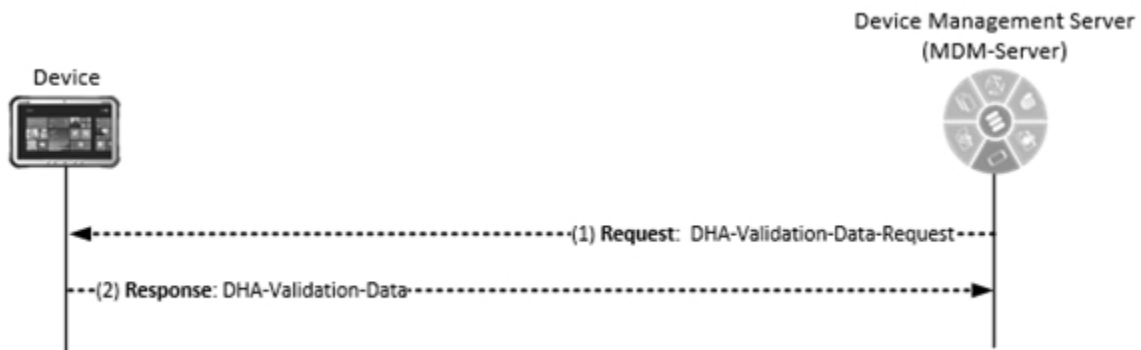 Device Management Server
(MDM-Server)
Device
(1) Request: DHA-Validation-Data-Request
(2) Response: DHA-Validation-Data